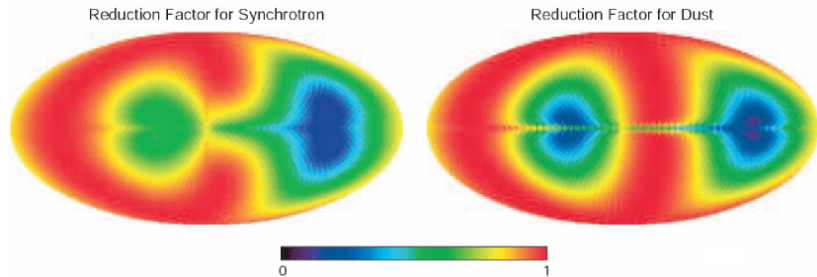 Reduction Factor for Synchrotron
Reduction Factor for Dust
0
1